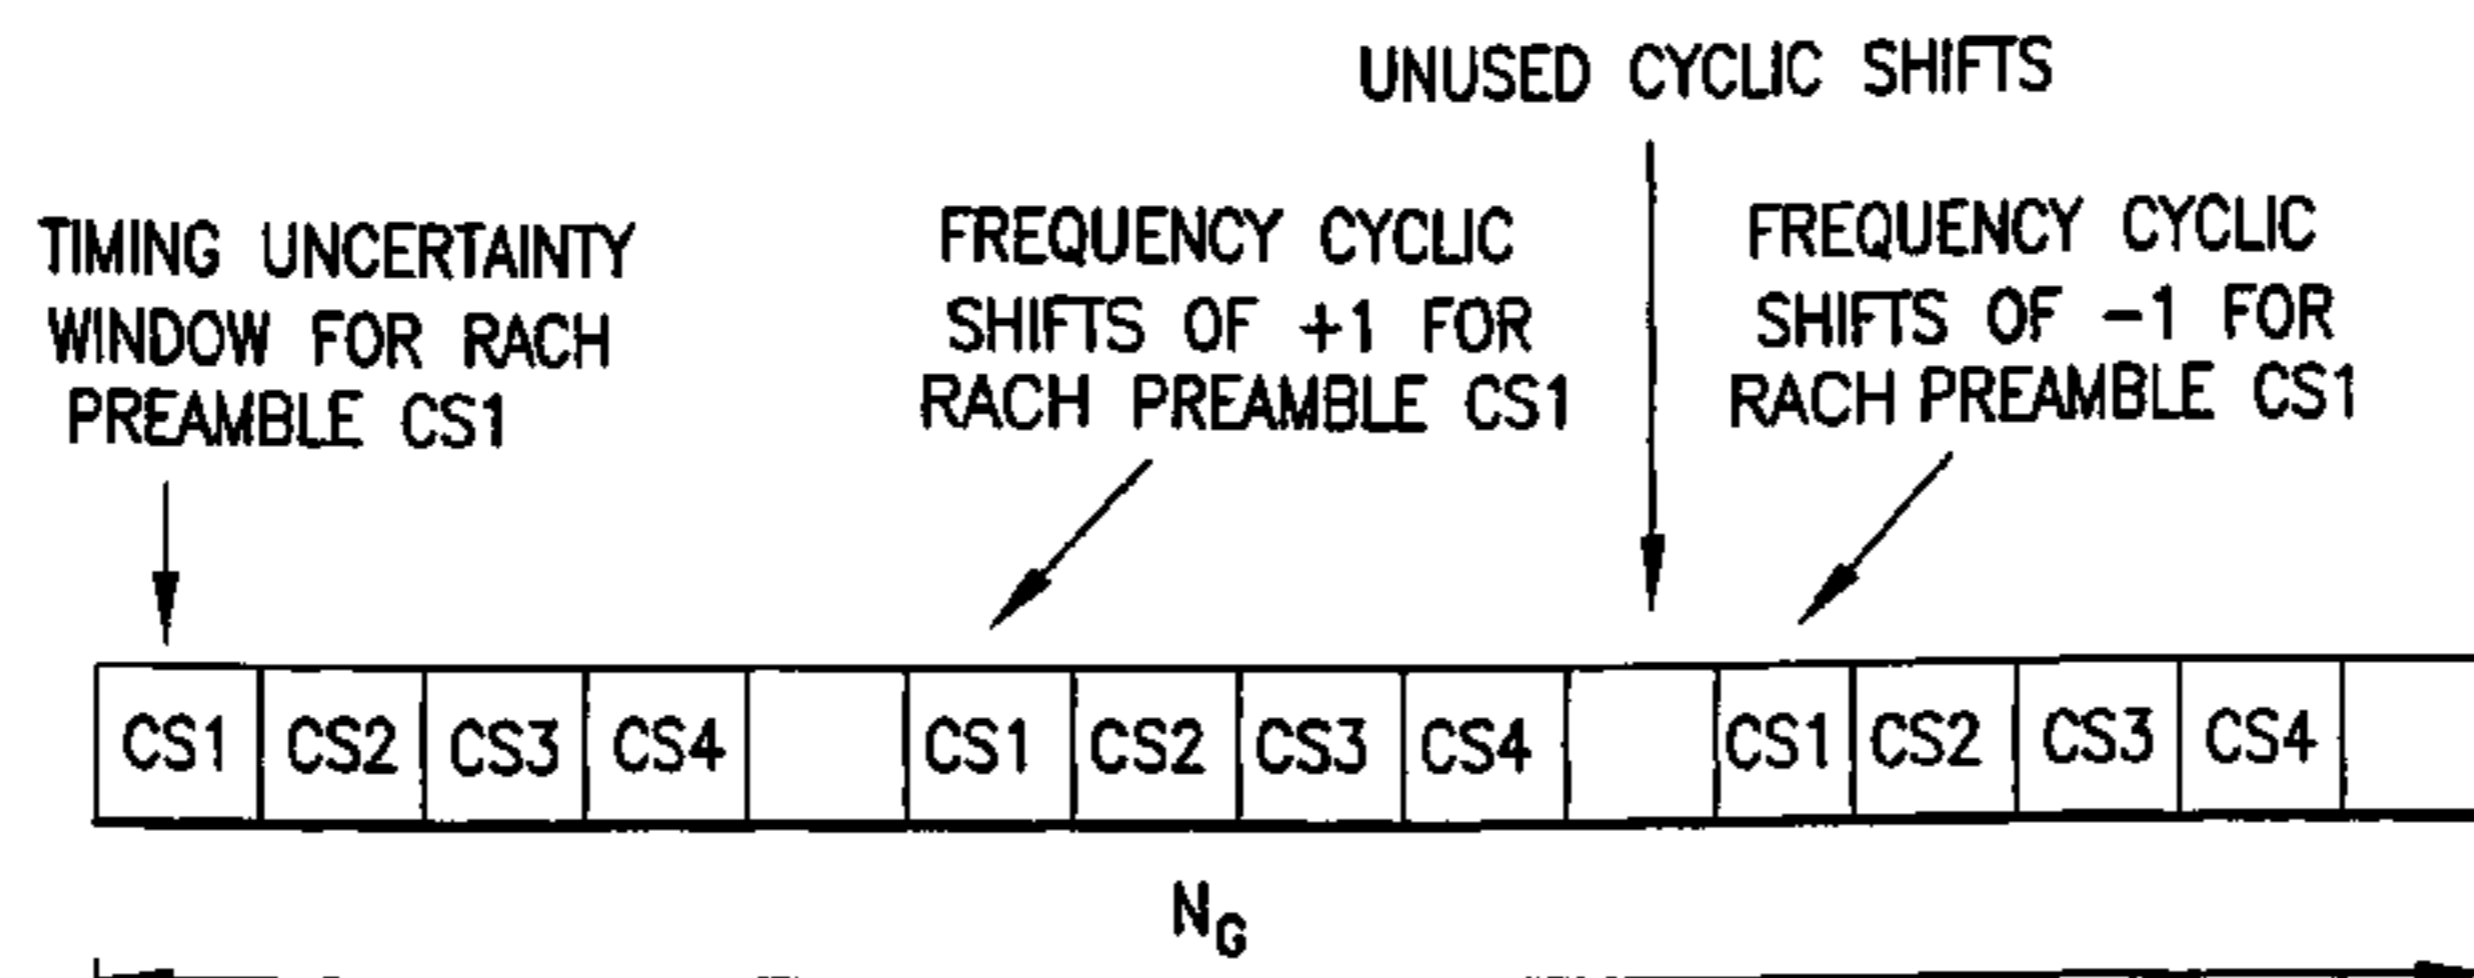 UNUSED CYCLIC SHIFTS
TIMING UNCERTAINTY
WINDOW FOR RACH
PREAMBLE CS1
FREQUENCY CYCLIC
SHIFTS OF +1 FOR
RACH PREAMBLE CS1
FREQUENCY CYCLIC
SHIFTS OF -1 FOR
RACH PREAMBLE CS1
CS1 CS2 CS3 CS4 CS1 CS2 CS3 CS4 CS1 CS2 CS3 CS4
NG